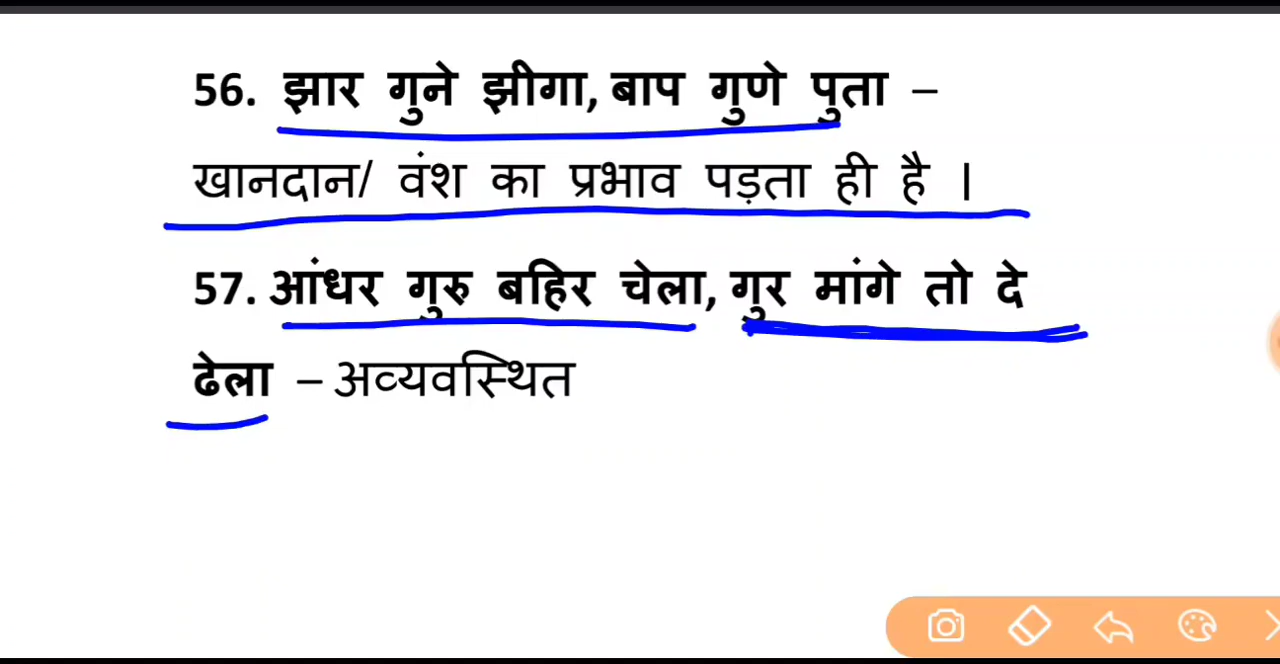 56. झार गुने झीगा, बाप गुणे पुता –
खानदान/ वंश का प्रभाव पड़ता ही है ।
57. आंधर गुरु बहिर चेला, गुर मांगे तो दे
ढेला – अव्यवस्थित